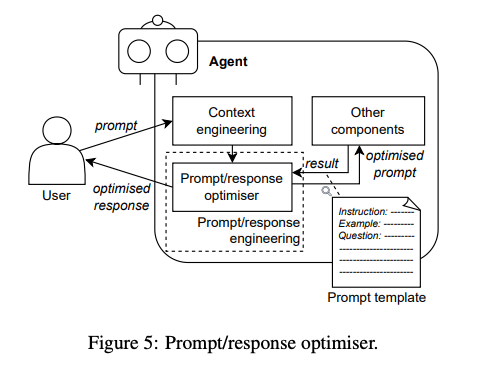 Agent
prompt
Context
engineering
Other
components
User
optimised
response
Prompt/response
optimiser
result
optimised
prompt
Prompt/response
engineering
Instruction: -------
Example: ---------
Question: ---------
---------------------
---------------------
---------------------
Prompt template
Figure 5: Prompt/response optimiser.